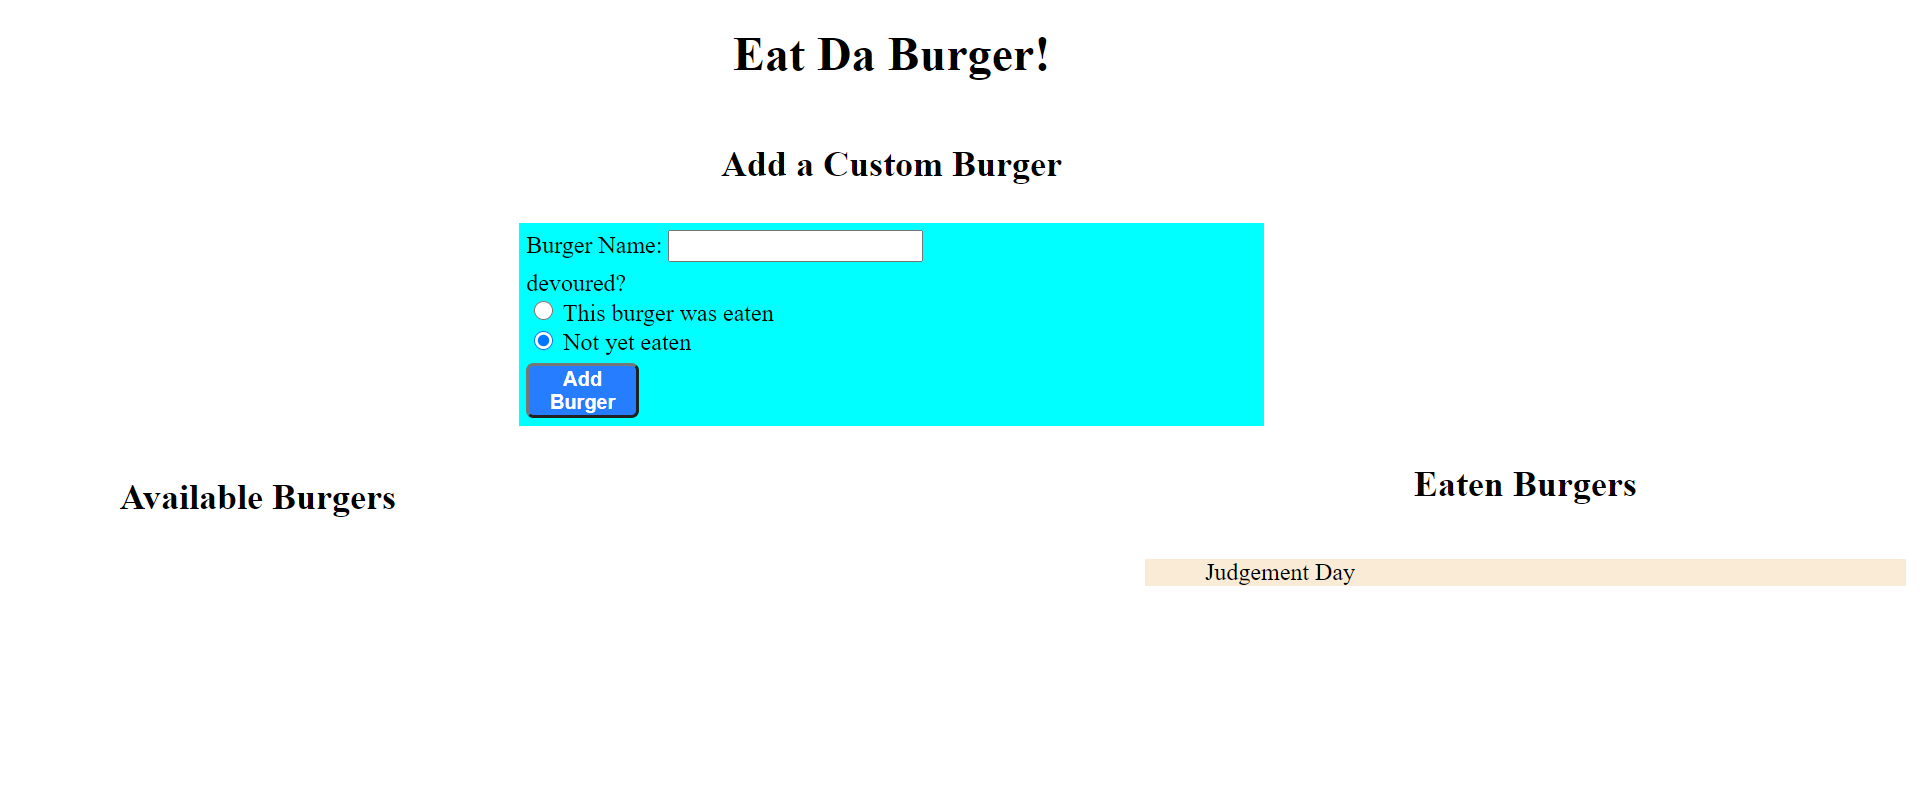 Eat Da Burger!
Add a Custom Burger
Burger Name:
devoured?
This burger was eaten
Not yet eaten
Add
Burger
Available Burgers
Eaten Burgers
Judgement Day